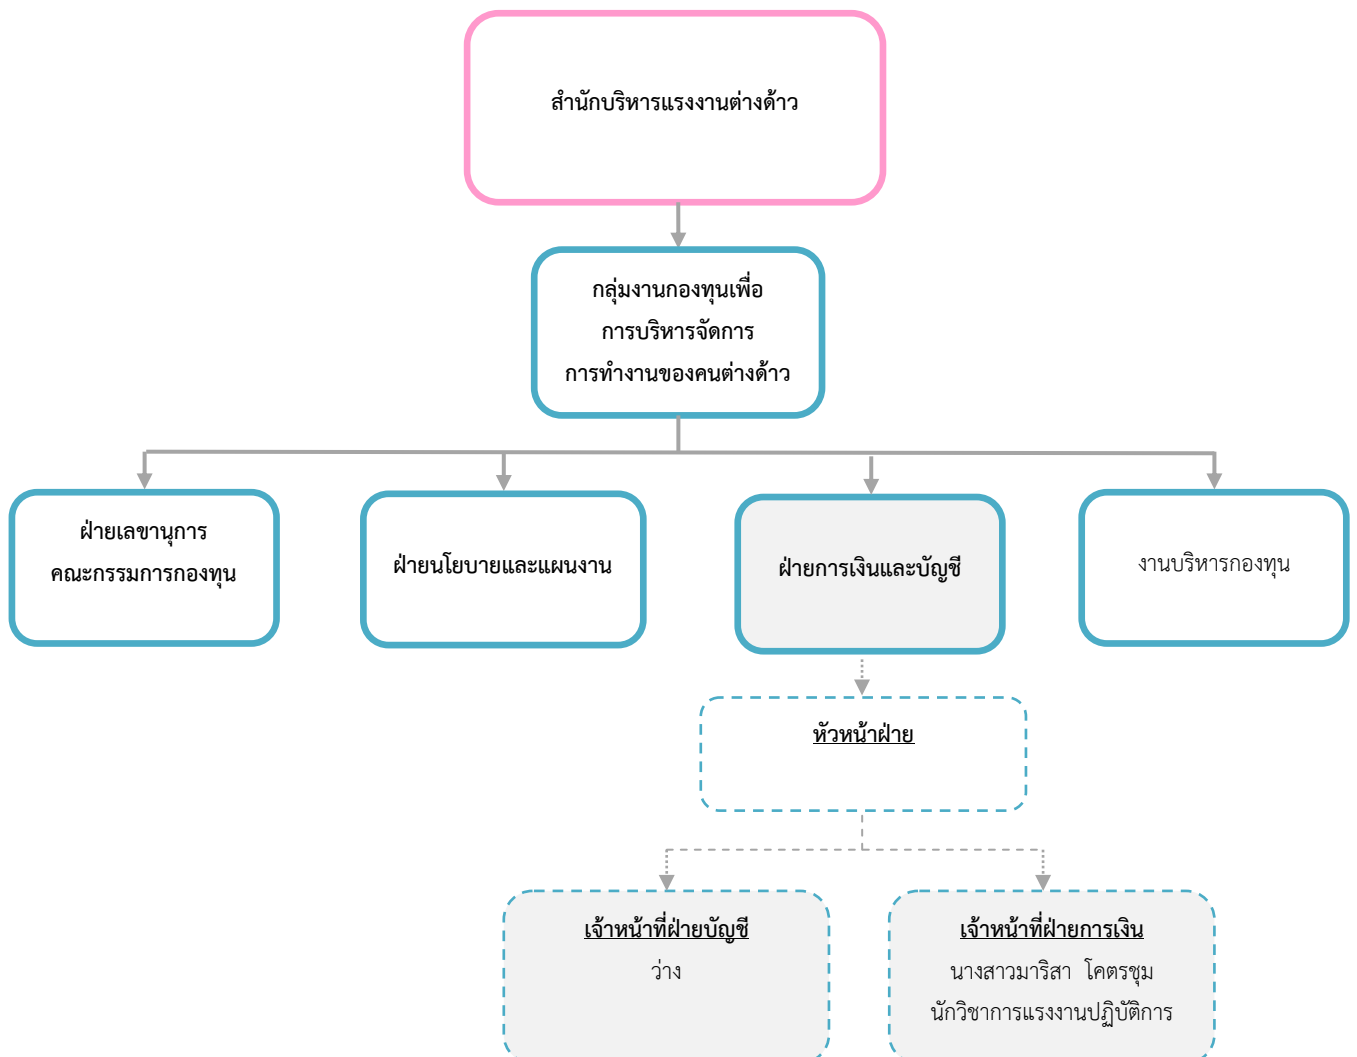 สำนักบริหารแรงงานต่างด้าว
กลุ่มงานกองทุนเพื่อ
การบริหารจัดการ
การทำงานของคนต่างด้าว
ฝ่ายเลขานุการ
คณะกรรมการกองทุน
ฝ่ายนโยบายและแผนงาน
ฝ่ายการเงินและบัญชี
งานบริหารกองทุน
หัวหน้าฝ่าย
เจ้าหน้าที่ฝ่ายบัญชี
ว่าง
เจ้าหน้าที่ฝ่ายการเงิน
นางสาวมาริสา โคตรชุม
นักวิชาการแรงงานปฏิบัติการ